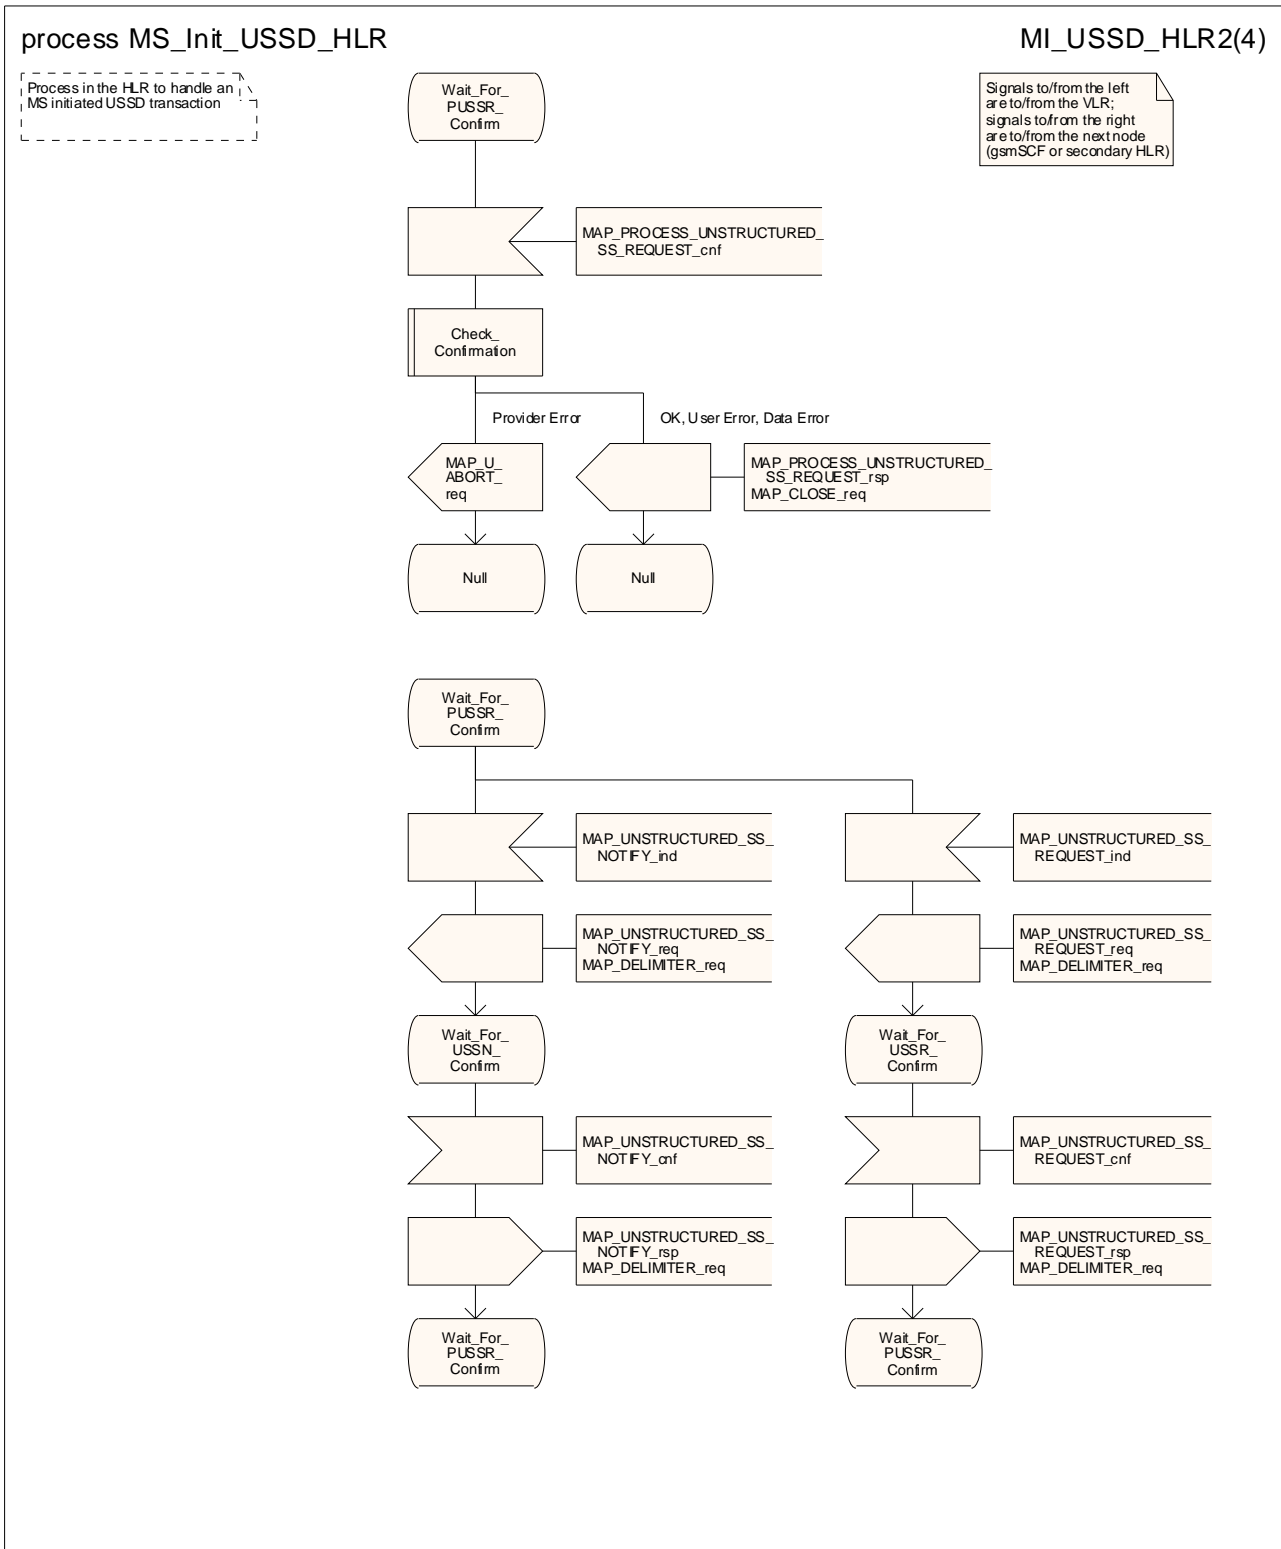 process MS_Init_USSD_HLR
MI_USSD_HLR2(4)
Process in the HLR to handle an
MS initiated USSD transaction
Signals to/from the left
are to/from the VLR;
signals to/from the right
are to/from the next node
(gsmSCF or secondary HLR)
Wait_For_
PUSSR_
Confirm
MAP_PROCESS_UNSTRUCTURED_
SS_REQUEST_cnf
Check_
Confirmation
Provider Error
OK, User Error, Data Error
MAP_U_
ABORT_
req
MAP_PROCESS_UNSTRUCTURED_
SS_REQUEST_rsp
MAP_CLOSE_req
Null
Null
Wait_For_
PUSSR_
Confirm
MAP_UNSTRUCTURED_SS_
NOTIFY_ind
MAP_UNSTRUCTURED_SS_
REQUEST_ind
MAP_UNSTRUCTURED_SS_
NOTIFY_req
MAP_DELIMITER_req
MAP_UNSTRUCTURED_SS_
REQUEST_req
MAP_DELIMITER_req
Wait_For_
USSN_
Confirm
Wait_For_
USSR_
Confirm
MAP_UNSTRUCTURED_SS_
NOTIFY_cnf
MAP_UNSTRUCTURED_SS_
REQUEST_cnf
MAP_UNSTRUCTURED_SS_
NOTIFY_rsp
MAP_DELIMITER_req
MAP_UNSTRUCTURED_SS_
REQUEST_rsp
MAP_DELIMITER_req
Wait_For_
PUSSR_
Confirm
Wait_For_
PUSSR_
Confirm